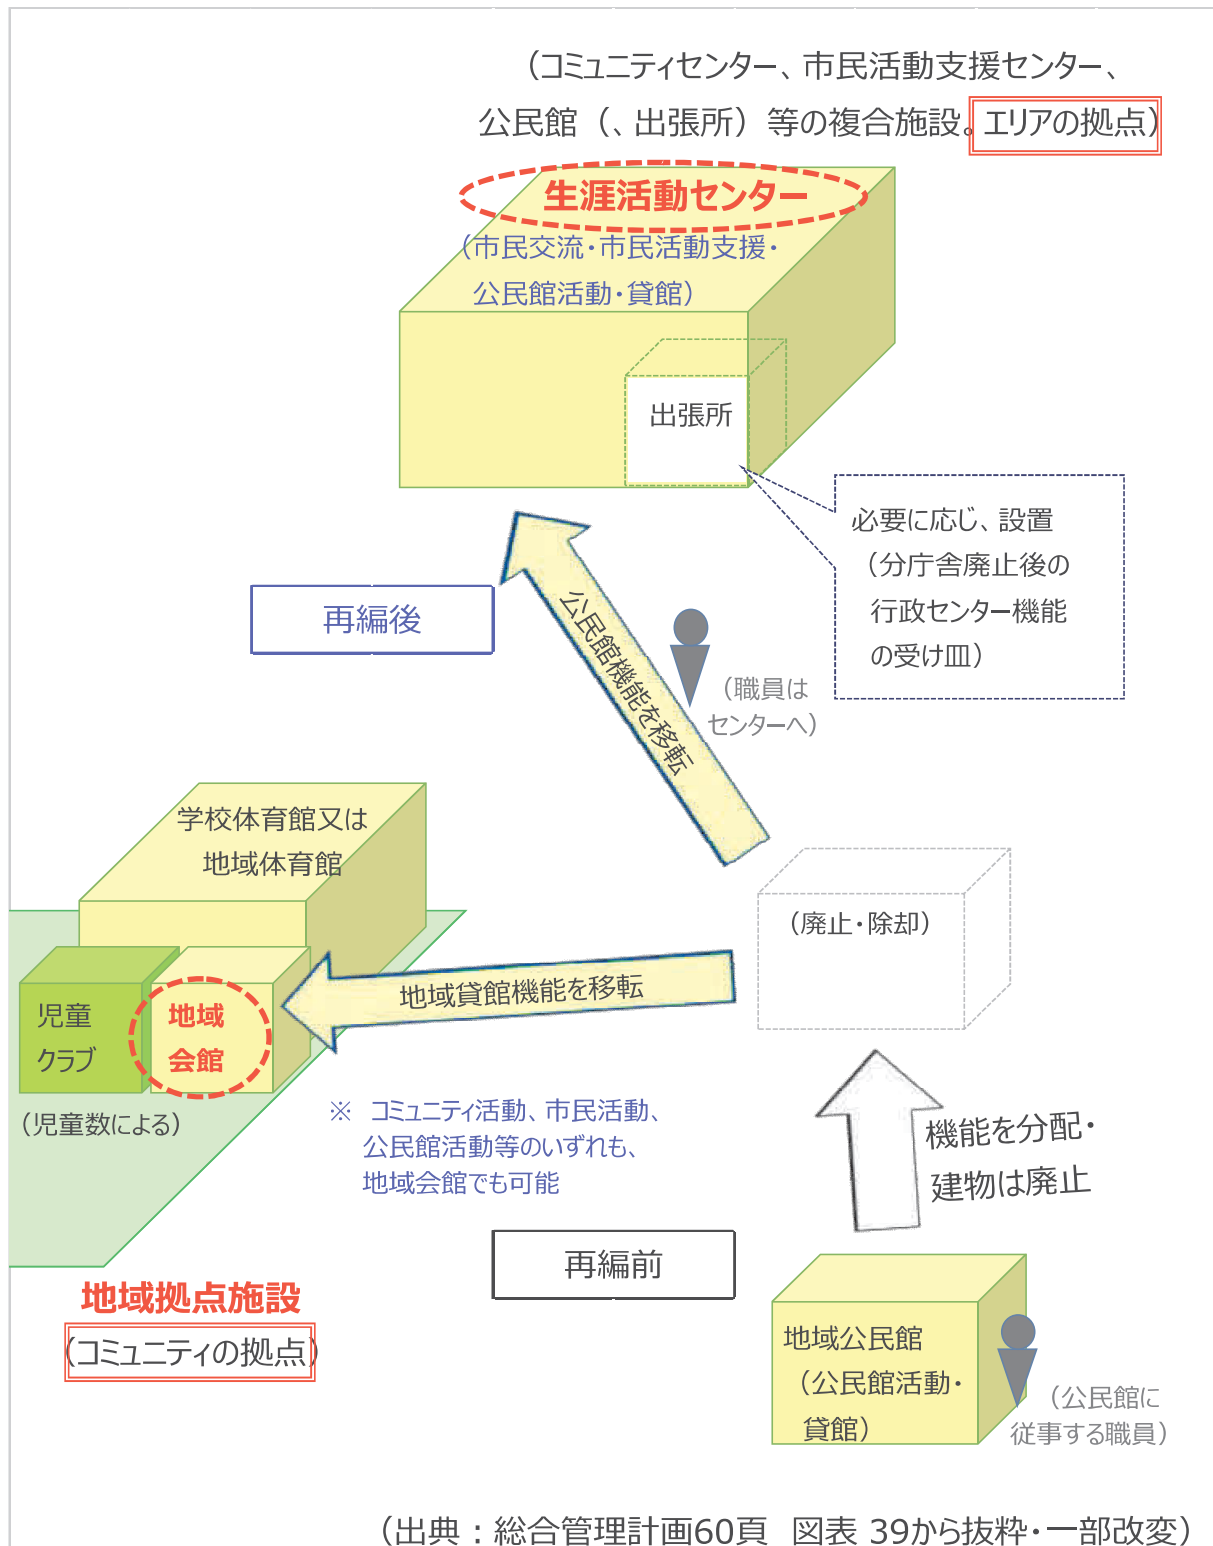 （コミュニティセンター、市民活動支援センター、
公民館（、出張所）等の複合施設。エリアの拠点）
生涯活動センター
（市民交流・市民活動支援・
公民館活動・貸館）
出張所
必要に応じ、設置
（分庁舎廃止後の
行政センター機能
の受け皿）
再編後
公民館機能を移転
（職員は
センターへ）
学校体育館又は
地域体育館
（廃止・除却）
地域貸館機能を移転
児童
クラブ
地域
会館
（児童数による）
※　コミュニティ活動、市民活動、
公民館活動等のいずれも、
地域会館でも可能
機能を分配・
建物は廃止
再編前
地域拠点施設
（コミュニティの拠点）
地域公民館
（公民館活動・
貸館）
（公民館に
従事する職員）
（出典：総合管理計画60頁　図表 39から抜粋・一部改変）